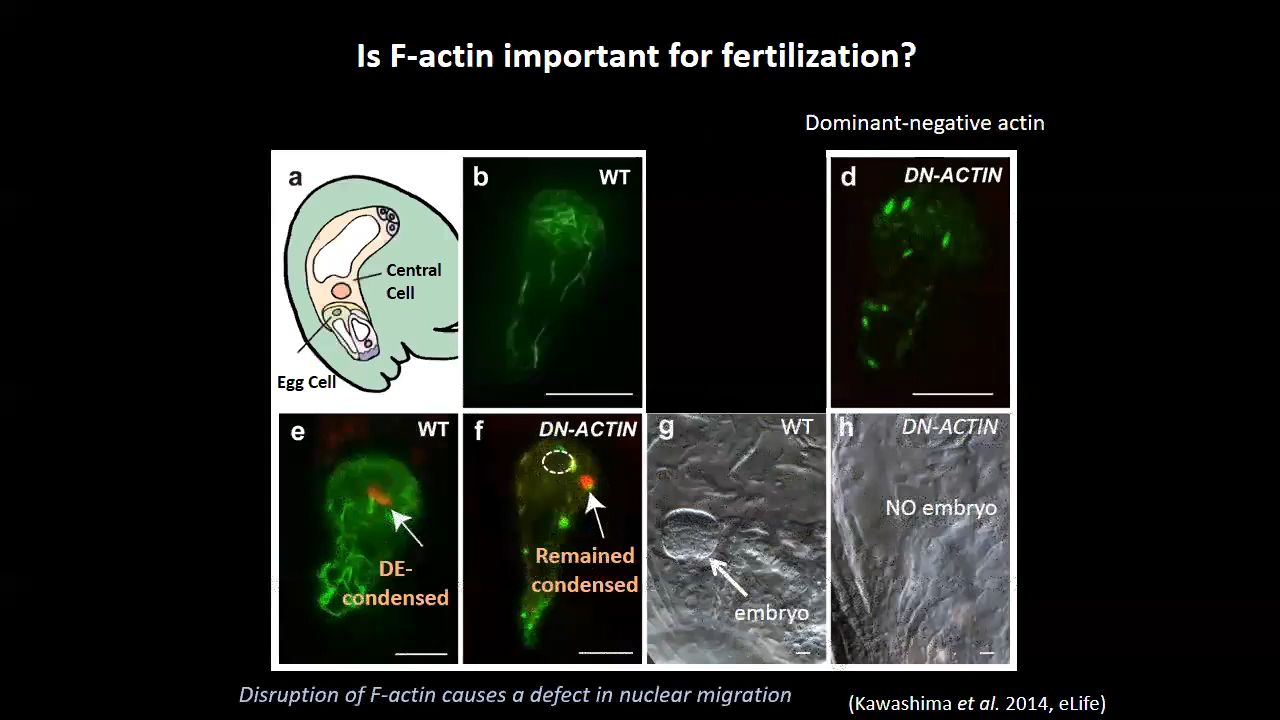 Is F-actin important for fertilization?
Dominant-negative actin
a
b
WT
d
DN-ACTIN
Central
Cell
Egg Cell
e
WT
f
DN-ACTIN
g
WT
h
DN-ACTIN
NO embryo
DE-
condensed
Remained
condensed
embryo
Disruption of F-actin causes a defect in nuclear migration
(Kawashima et al. 2014, eLife)